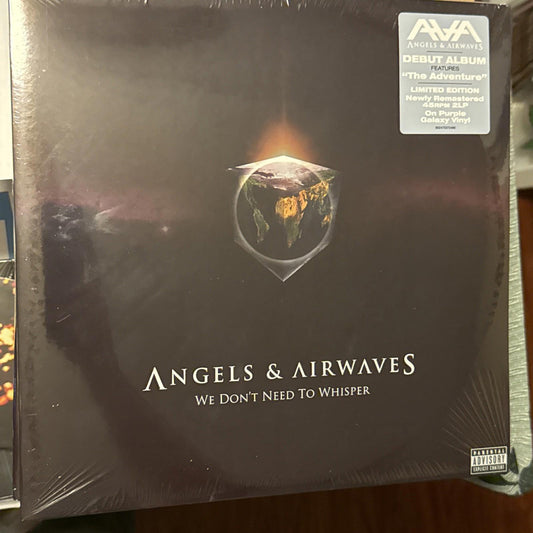 AVA
ANGELS & AIRWAVES
DEBUT ALBUM
FEATURES
"The Adventure"
LIMITED EDITION
Newly Remastered
45RPM 2LP
On Purple
Galaxy Vinyl
ANGELS & AIRWAVES
WE DON'T NEED TO WHISPER
PARENTAL
ADVISORY
EXPLICIT CONTENT